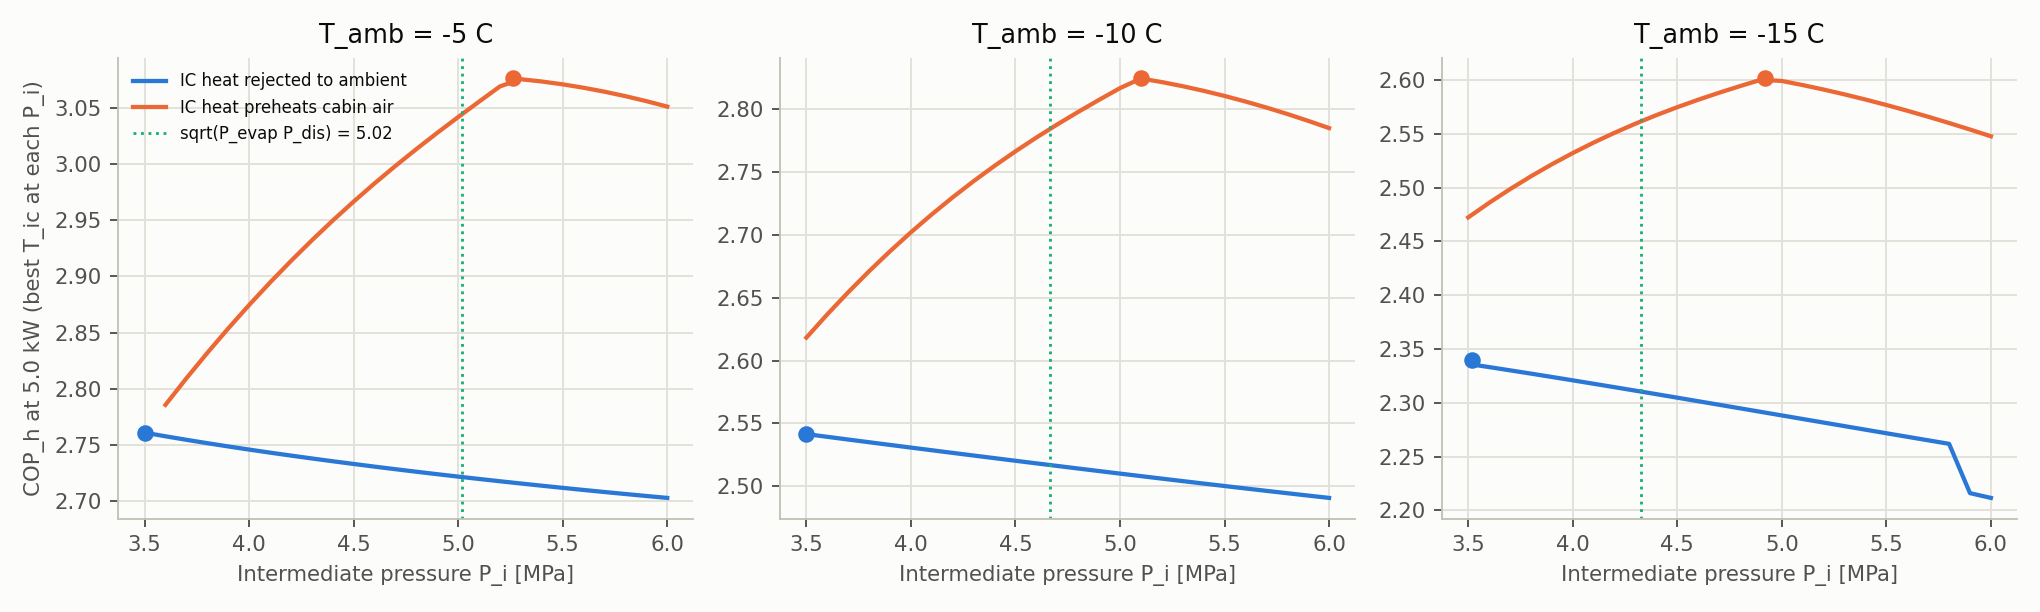 T_amb = -5 C
COP_h at 5.0 kW (best T_ic at each P_i)
3.05
3.00
2.95
2.90
2.85
2.80
2.75
2.70
IC heat rejected to ambient
IC heat preheats cabin air
sqrt(P_evap P_dis) = 5.02
3.5 4.0 4.5 5.0 5.5 6.0
Intermediate pressure P_i [MPa]
T_amb = -10 C
2.80
2.75
2.70
2.65
2.60
2.55
2.50
3.5 4.0 4.5 5.0 5.5 6.0
Intermediate pressure P_i [MPa]
T_amb = -15 C
2.60
2.55
2.50
2.45
2.40
2.35
2.30
2.25
2.20
3.5 4.0 4.5 5.0 5.5 6.0
Intermediate pressure P_i [MPa]